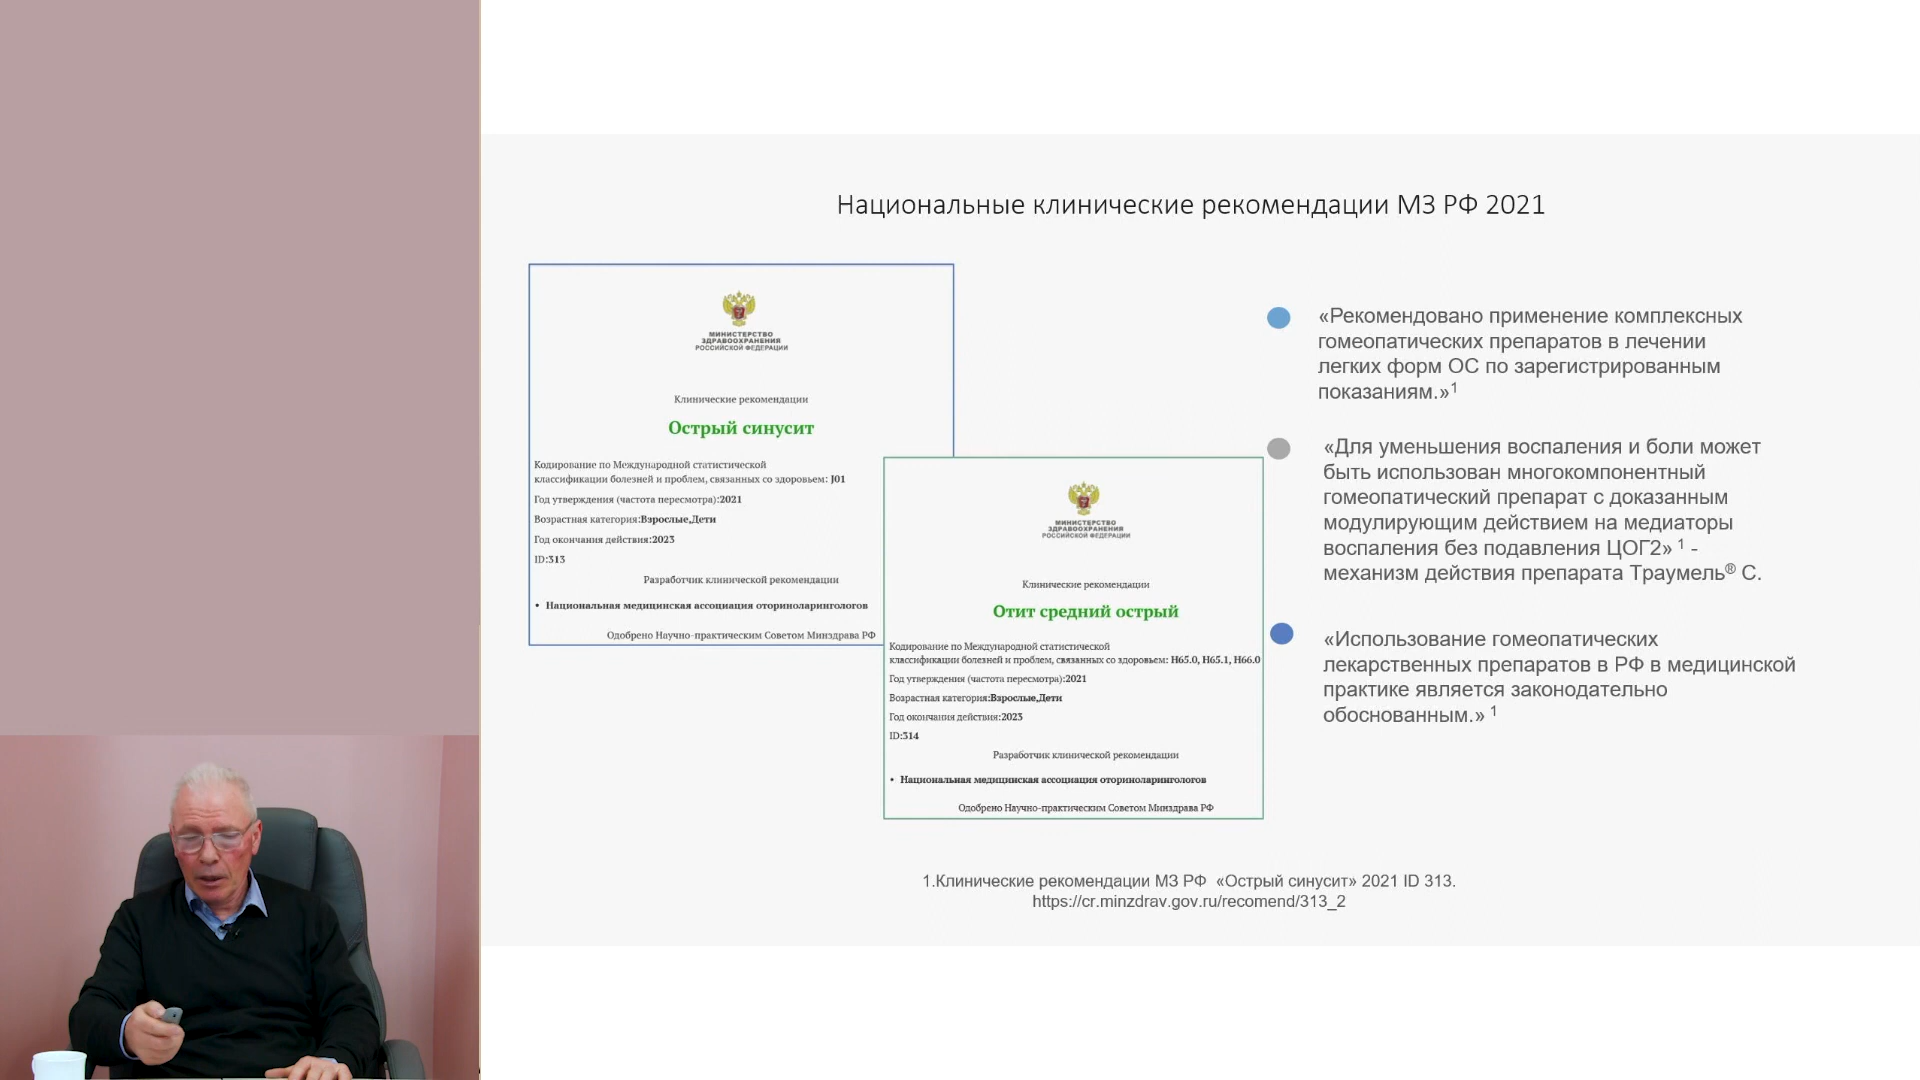 Национальные клинические рекомендации МЗ РФ 2021
МИНИСТЕРСТВО
ЗДРАВООХРАНЕНИЯ
РОССИЙСКОЙ ФЕДЕРАЦИИ
Клинические рекомендации
Острый синусит
Кодирование по Международной статистической
классификации болезней и проблем, связанных со здоровьем: J01
Год утверждения (частота пересмотра):2021
Возрастная категория:Взрослые,Дети
Год окончания действия:2023
ID:313
Разработчик клинической рекомендации
• Национальная медицинская ассоциация оториноларингологов
Одобрено Научно-практическим Советом Минздрава РФ
МИНИСТЕРСТВО
ЗДРАВООХРАНЕНИЯ
РОССИЙСКОЙ ФЕДЕРАЦИИ
Клинические рекомендации
Отит средний острый
Кодирование по Международной статистической
классификации болезней и проблем, связанных со здоровьем: H65.0, H65.1, H66.0
Год утверждения (частота пересмотра):2021
Возрастная категория:Взрослые,Дети
Год окончания действия:2023
ID:314
Разработчик клинической рекомендации
• Национальная медицинская ассоциация оториноларингологов
Одобрено Научно-практическим Советом Минздрава РФ
«Рекомендовано применение комплексных
гомеопатических препаратов в лечении
легких форм ОС по зарегистрированным
показаниям.»¹
«Для уменьшения воспаления и боли может
быть использован многокомпонентный
гомеопатический препарат с доказанным
модулирующим действием на медиаторы
воспаления без подавления ЦОГ2» ¹ -
механизм действия препарата Траумель® С.
«Использование гомеопатических
лекарственных препаратов в РФ в медицинской
практике является законодательно
обоснованным.» ¹
1.Клинические рекомендации МЗ РФ «Острый синусит» 2021 ID 313.
https://cr.minzdrav.gov.ru/recomend/313_2